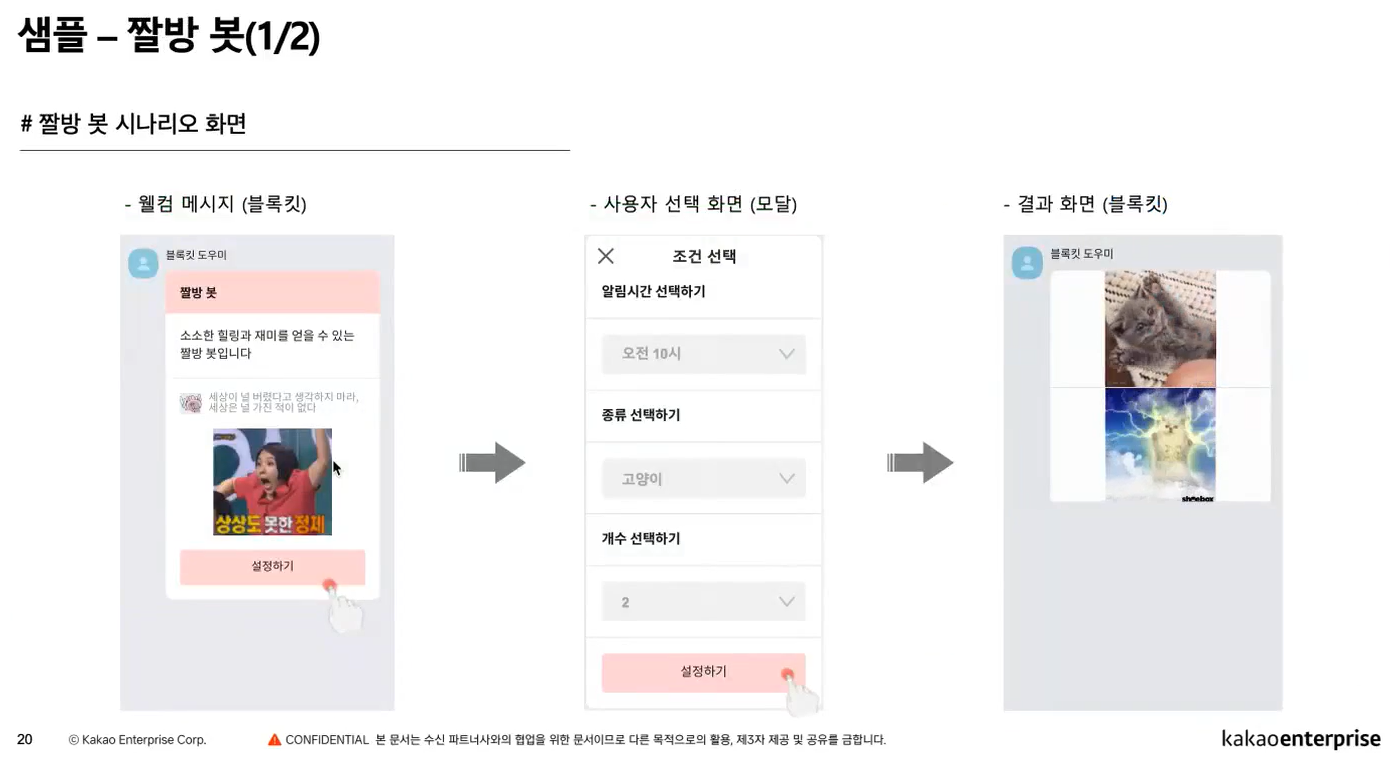 샘플 – 짤방 봇(1/2)
# 짤방 봇 시나리오 화면
- 웰컴 메시지 (블록킷)
블록킷 도우미
짤방 봇
소소한 힐링과 재미를 얻을 수 있는
짤방 봇입니다
세상이 널 버렸다고 생각하지 마라,
세상은 널 가진 적이 없다
상상도 못한 정체
설정하기
- 사용자 선택 화면 (모달)
조건 선택
알림시간 선택하기
오전 10시
종류 선택하기
고양이
개수 선택하기
2
설정하기
- 결과 화면 (블록킷)
블록킷 도우미
shoebox
20
© Kakao Enterprise Corp.
CONFIDENTIAL 본 문서는 수신 파트너사와의 협업을 위한 문서이므로 다른 목적으로의 활용, 제3자 제공 및 공유를 금합니다.
kakaoenterprise